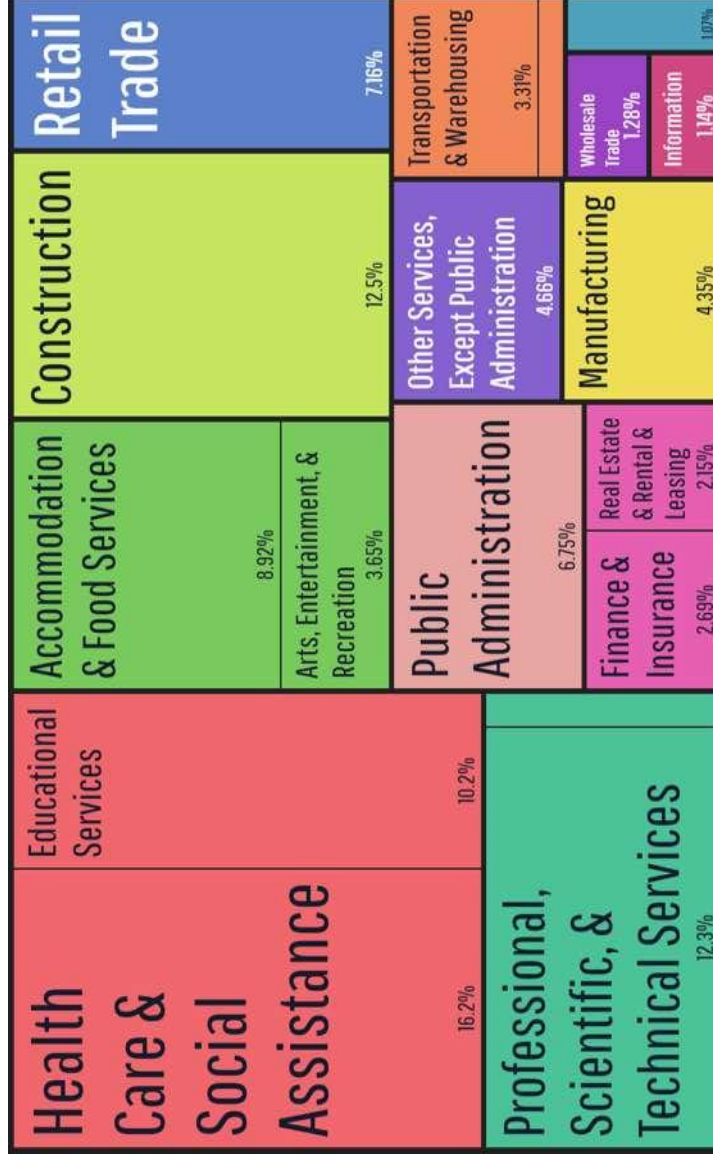 Health
Care &
Social
Assistance
16.2%
Educational
Services
10.2%
Professional,
Scientific, &
Technical Services
12.3%
Accommodation
& Food Services
8.92%
Arts, Entertainment, &
Recreation
3.65%
Construction
12.5%
Retail
Trade
7.16%
Public
Administration
6.75%
Finance &
Insurance
2.69%
Real Estate
& Rental &
Leasing
2.15%
Other Services,
Except Public
Administration
4.66%
Manufacturing
4.35%
Transportation
& Warehousing
3.31%
Wholesale
Trade
1.28%
Information
1.14%
1.07%